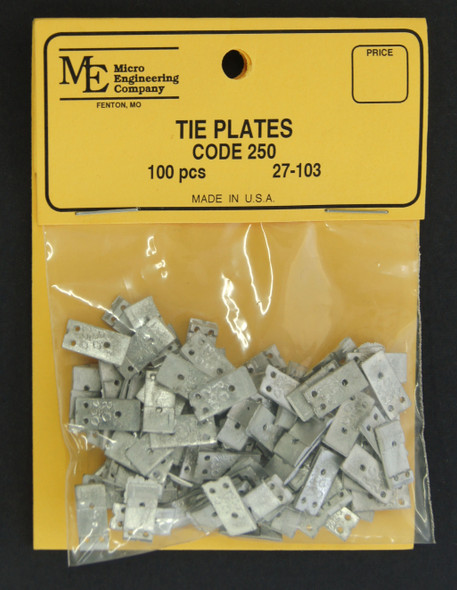 ME Micro
Engineering
Company
FENTON, MO
PRICE
TIE PLATES
CODE 250
100 pcs 27-103
MADE IN U.S.A.